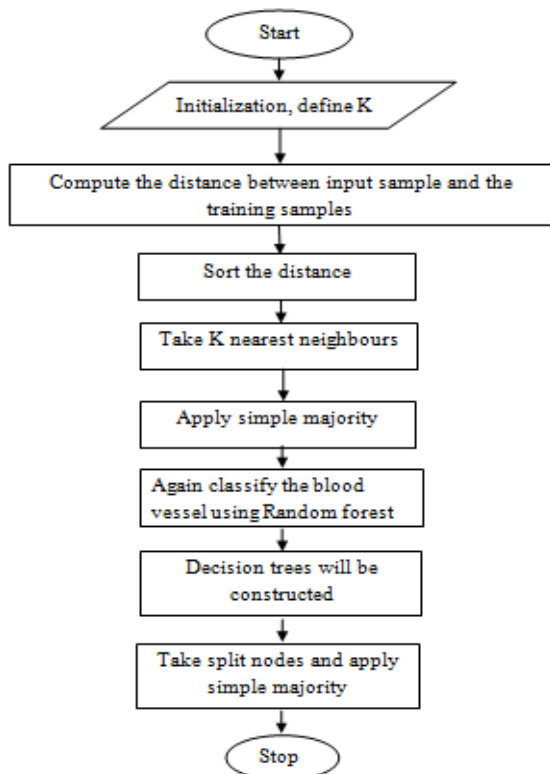 Start
Initialization, define K
Compute the distance between input sample and the
training samples
Sort the distance
Take K nearest neighbours
Apply simple majority
Again classify the blood
vessel using Random forest
Decision trees will be
constructed
Take split nodes and apply
simple majority
Stop